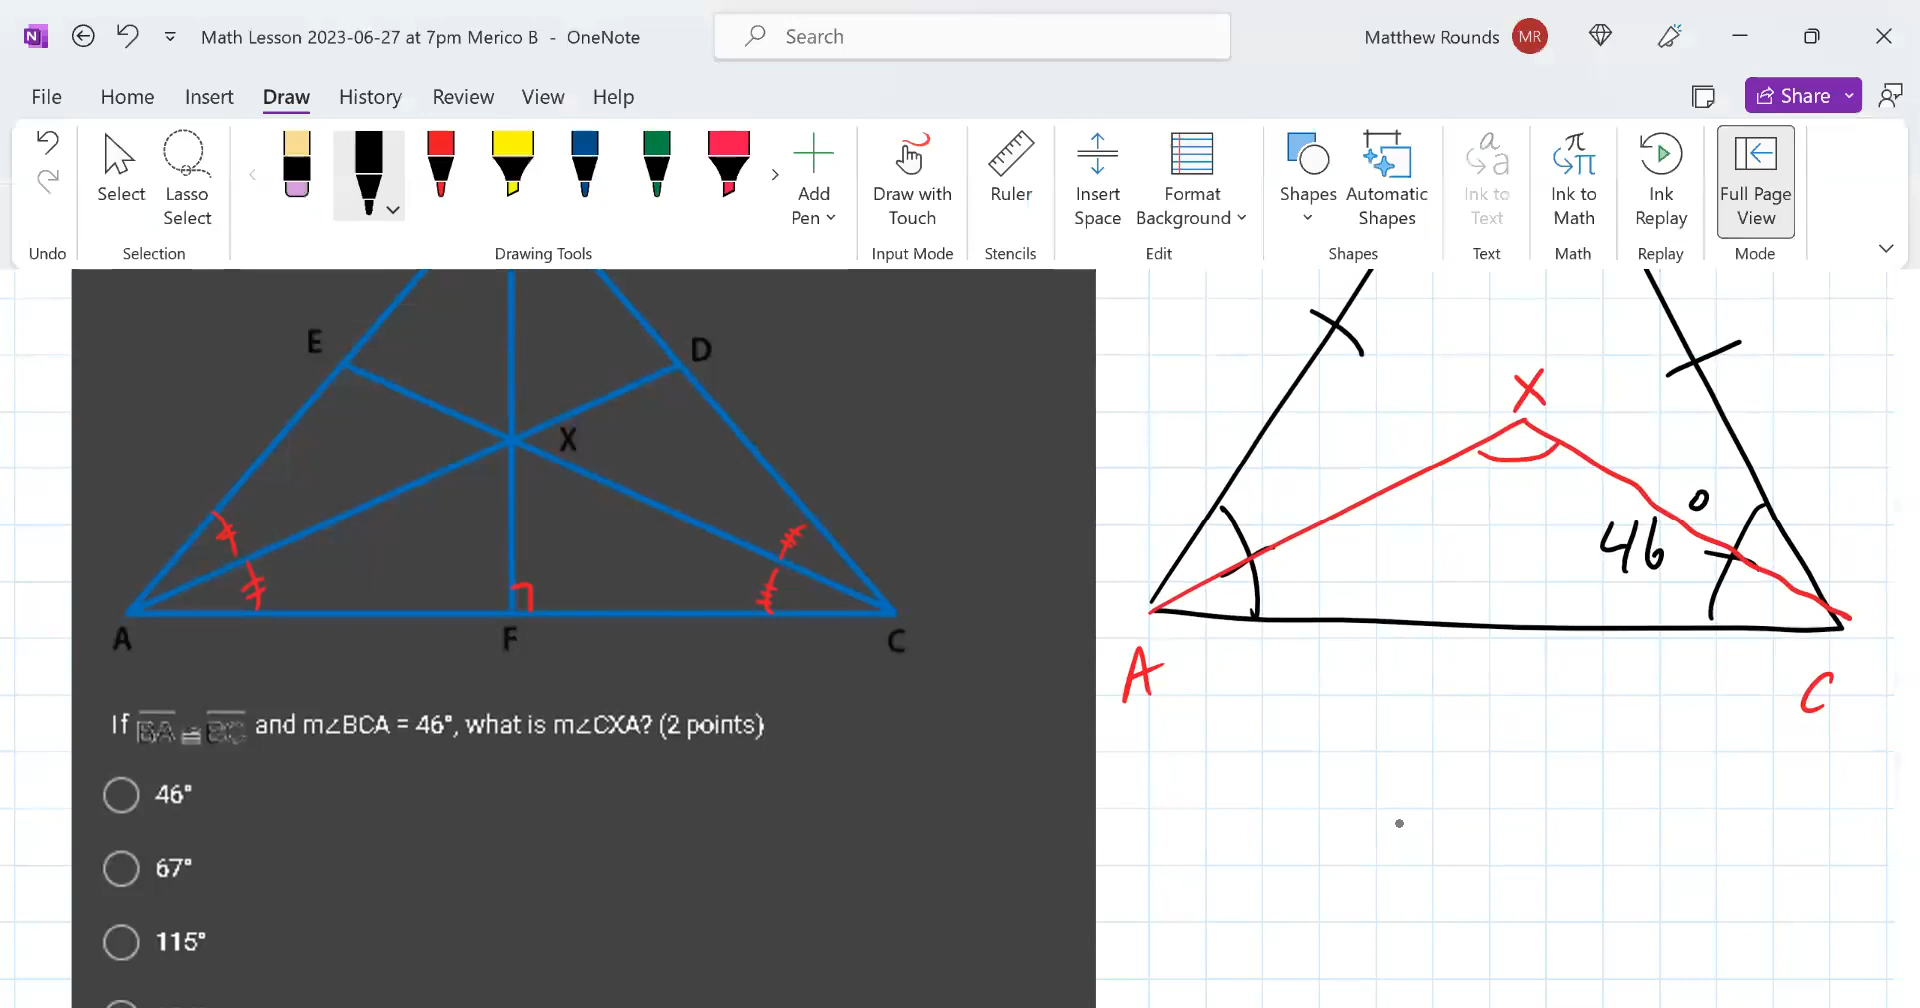 Math Lesson 2023-06-27 at 7pm Merico B - OneNote
Search
Matthew Rounds
MR
File Home Insert Draw History Review View Help
Share
Select
Lasso
Select
Add
Pen
Draw with
Touch
Ruler
Insert
Space
Format
Background
Shapes
Automatic
Shapes
Ink to
Text
Ink to
Math
Ink
Replay
Full Page
View
Undo Selection Drawing Tools Input Mode Stencils Edit Shapes Text Math Replay Mode
E
D
X
A
F
C
If BA ≅ BC and m∠BCA = 46°, what is m∠CXA? (2 points)
46°
67°
115°
X
46°
A
C